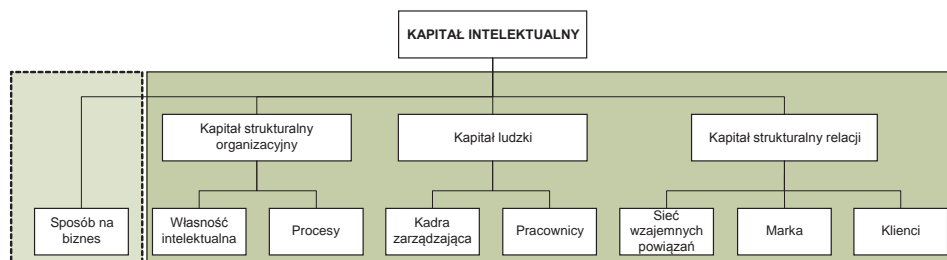 KAPITAŁ INTELEKTUALNY
Kapitał strukturalny
organizacyjny
Kapitał ludzki
Kapitał strukturalny relacji
Sposób na
biznes
Własność
intelektualna
Procesy
Kadra
zarządzająca
Pracownicy
Sieć
wzajemnych
powiązań
Marka
Klienci